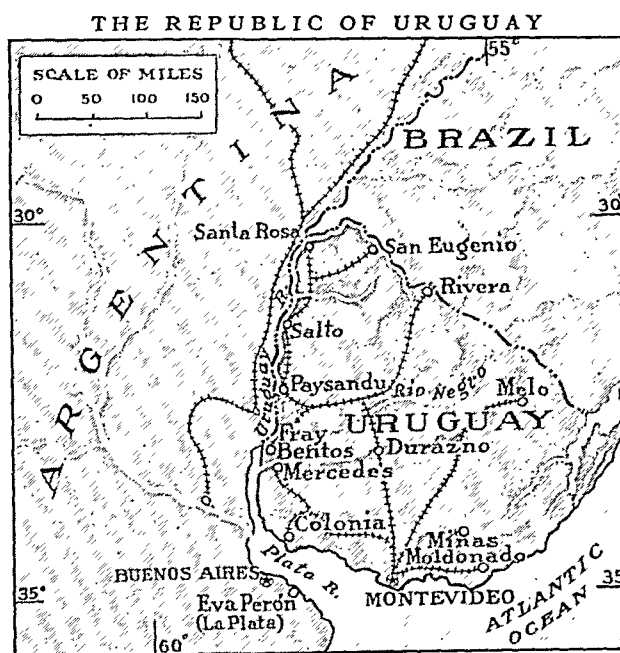 THE REPUBLIC OF URUGUAY
55°
SCALE OF MILES
0 50 100 150
ARGENTINA
BRAZIL
30°
30°
Santa Rosa
San Eugenio
Rivera
Uruguay R.
Salto
Paysandu
Rio Negro
Melo
URUGUAY
Fray
Bentos
Durazno
Mercedes
Colonia
Minas
Moldonado
Plata R.
BUENOS AIRES
MONTEVIDEO
35°
35°
Eva Peron
(La Plata)
ATLANTIC
OCEAN
60°